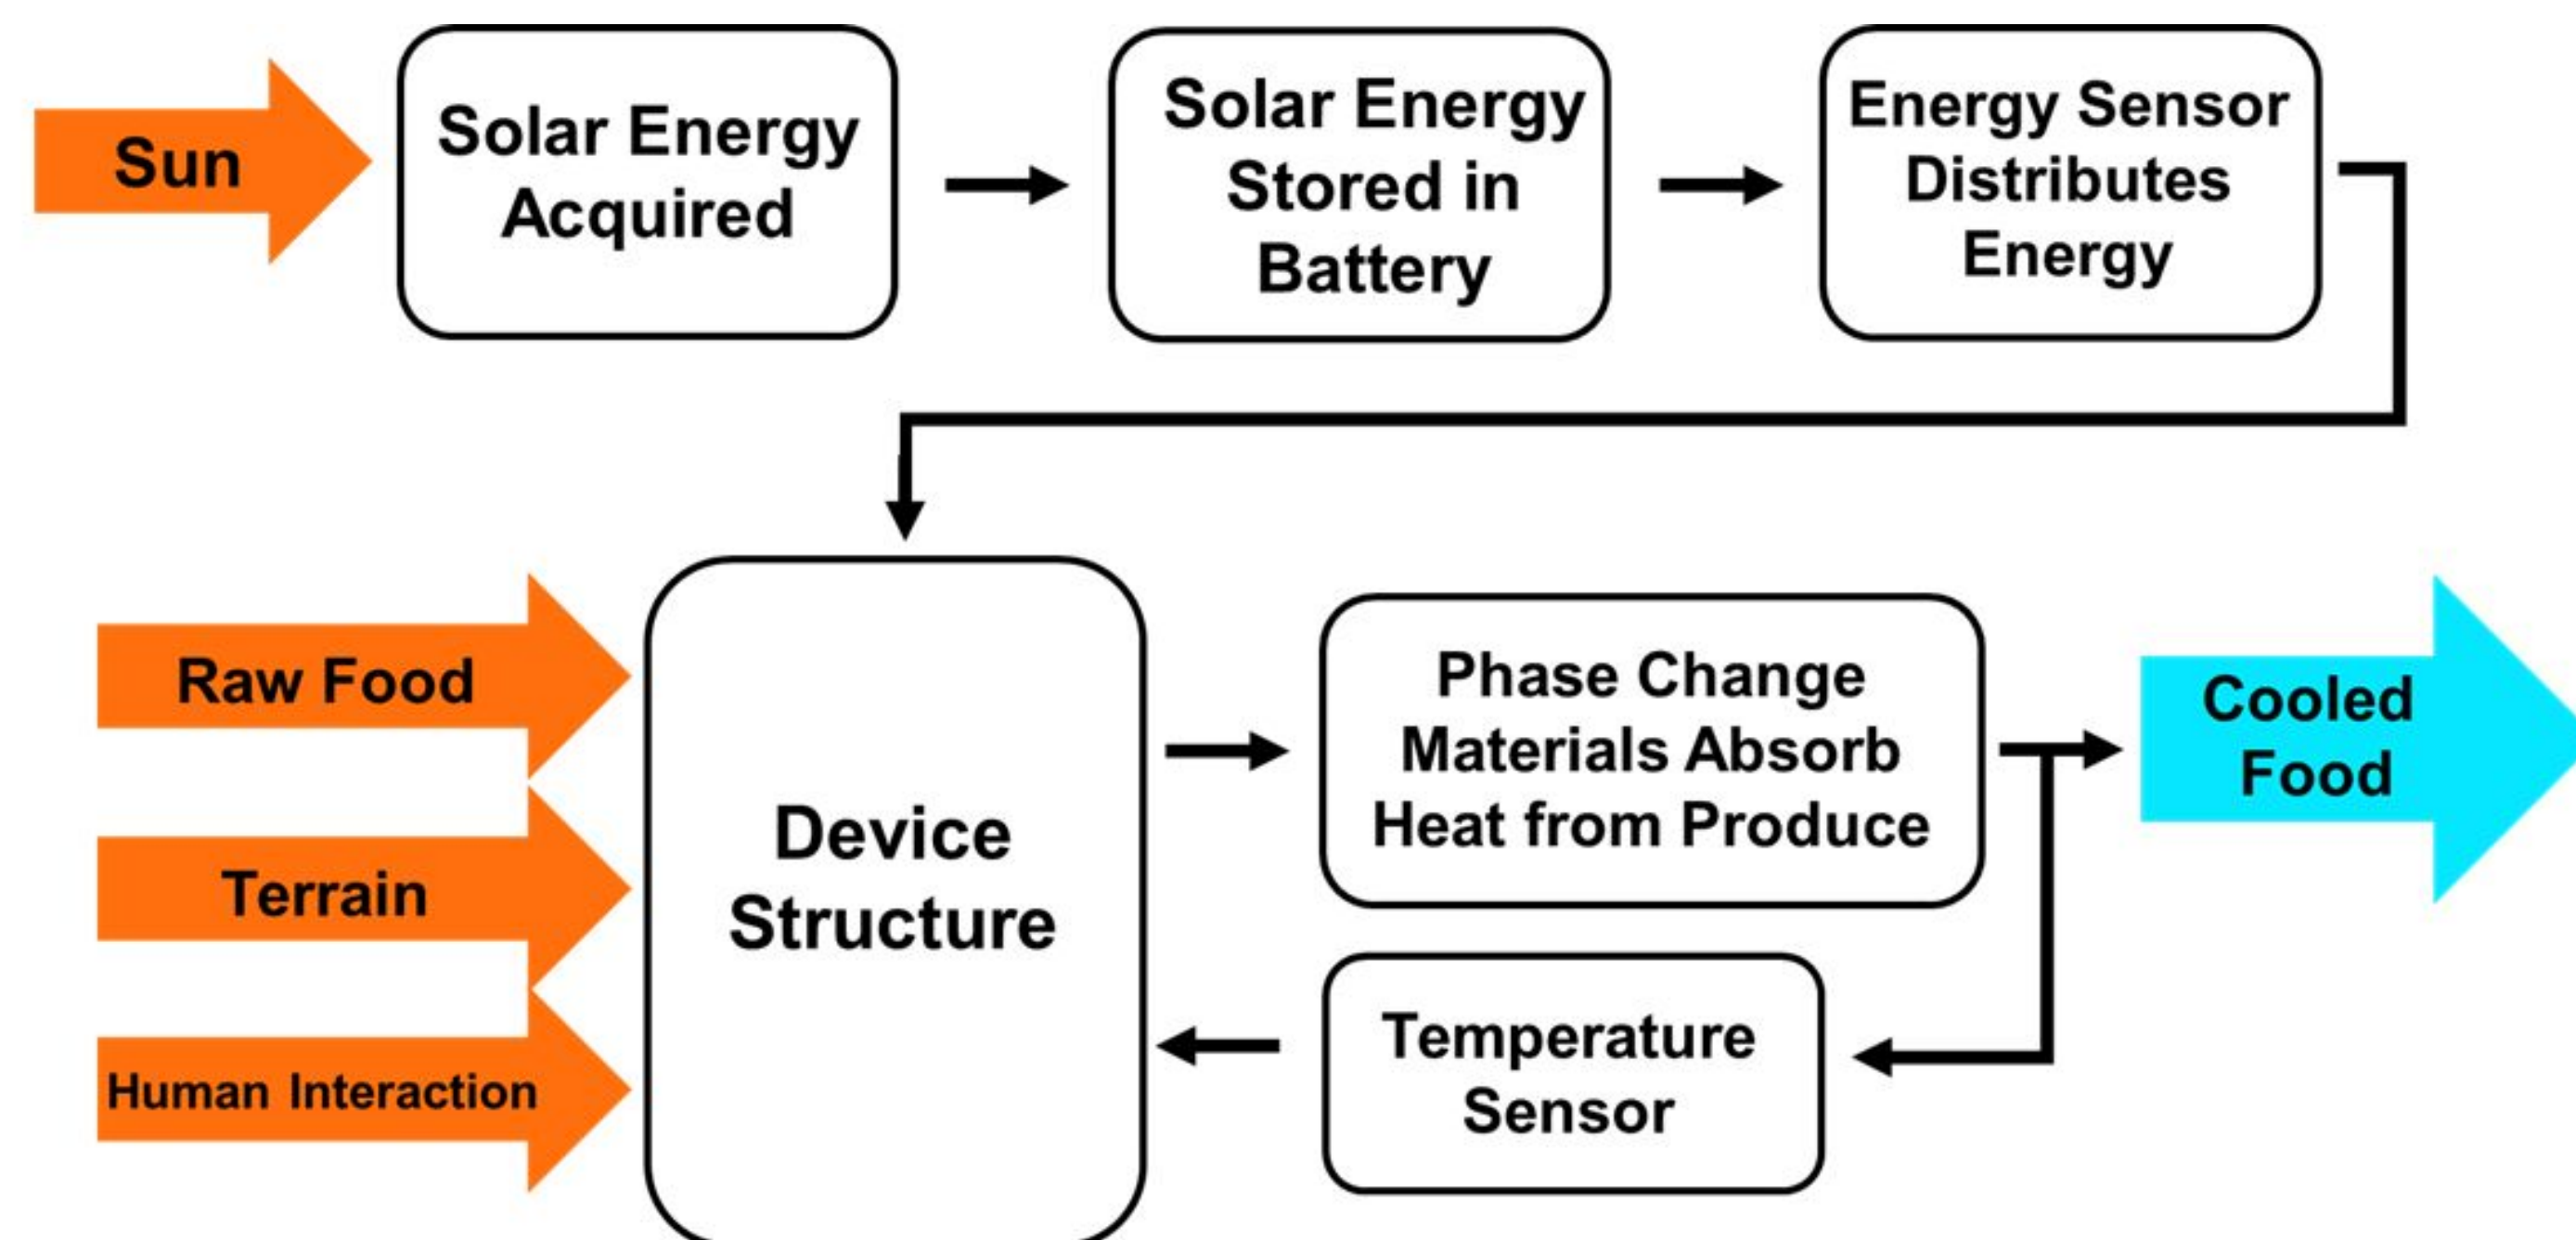 Sun
Solar Energy
Acquired
Solar Energy
Stored in
Battery
Energy Sensor
Distributes
Energy
Raw Food
Terrain
Human Interaction
Device
Structure
Phase Change
Materials Absorb
Heat from Produce
Temperature
Sensor
Cooled
Food